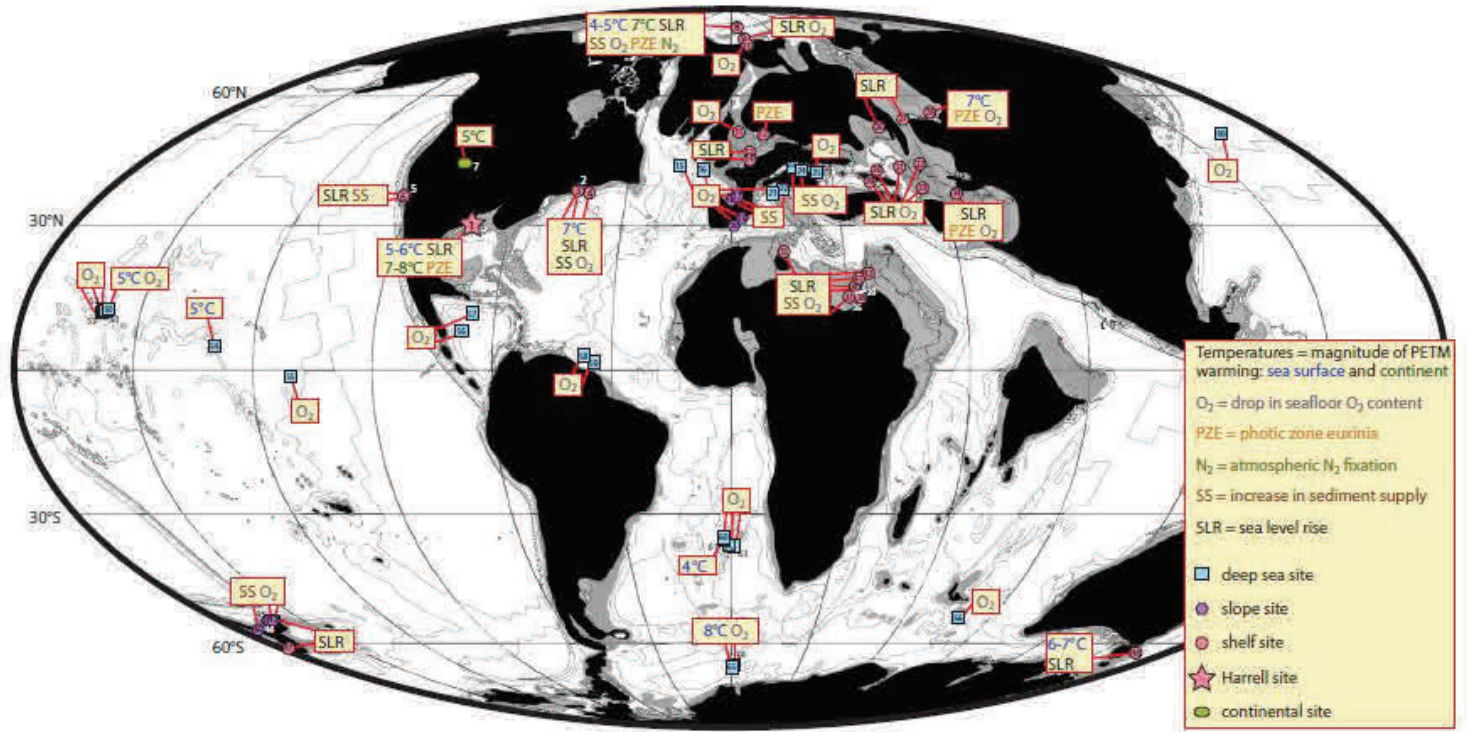 4-5°C 7°C SLR
SS O₂ PZE N₂
SLR O₂
O₂
60°N
SLR
7°C
PZE O₂
O₂
PZE
5°C
7
SLR
O₂
O₂
SLR SS
5
2
O₂
SS
SS O₂
SLR O₂
SLR
PZE O₂
30°N
1
5-6°C SLR
7-8°C PZE
7°C
SLR
SS O₂
O₂
5°C O₂
5°C
SLR
SS O₂
O₂
O₂
O₂
Temperatures = magnitude of PETM
warming: sea surface and continent
O₂ = drop in seafloor O₂ content
PZE = photic zone euxinia
N₂ = atmospheric N₂ fixation
SS = increase in sediment supply
SLR = sea level rise
deep sea site
slope site
shelf site
Harrell site
continental site
30°S
O₂
4°C
SS O₂
SLR
60°S
8°C O₂
O₂
6-7°C
SLR